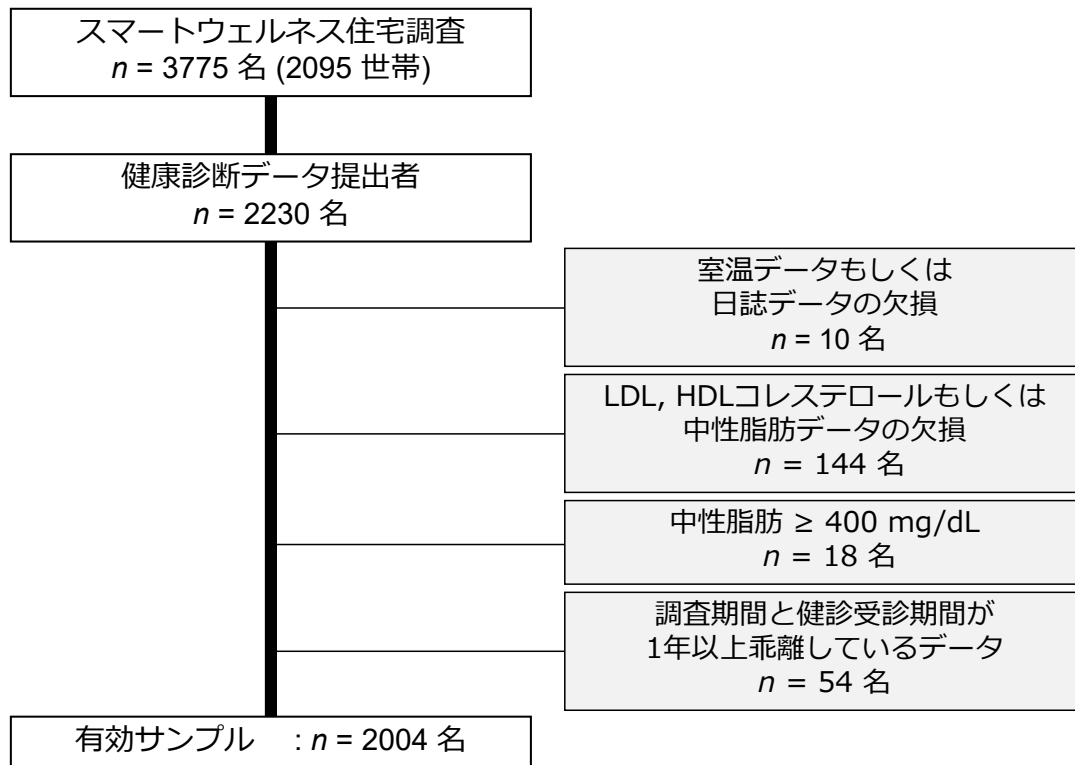 スマートウェルネス住宅調査
n = 3775 名 (2095 世帯)
健康診断データ提出者
n = 2230 名
室温データもしくは
日誌データの欠損
n = 10 名
LDL, HDLコレステロールもしくは
中性脂肪データの欠損
n = 144 名
中性脂肪 ≥ 400 mg/dL
n = 18 名
調査期間と健診受診期間が
1年以上乖離しているデータ
n = 54 名
有効サンプル : n = 2004 名